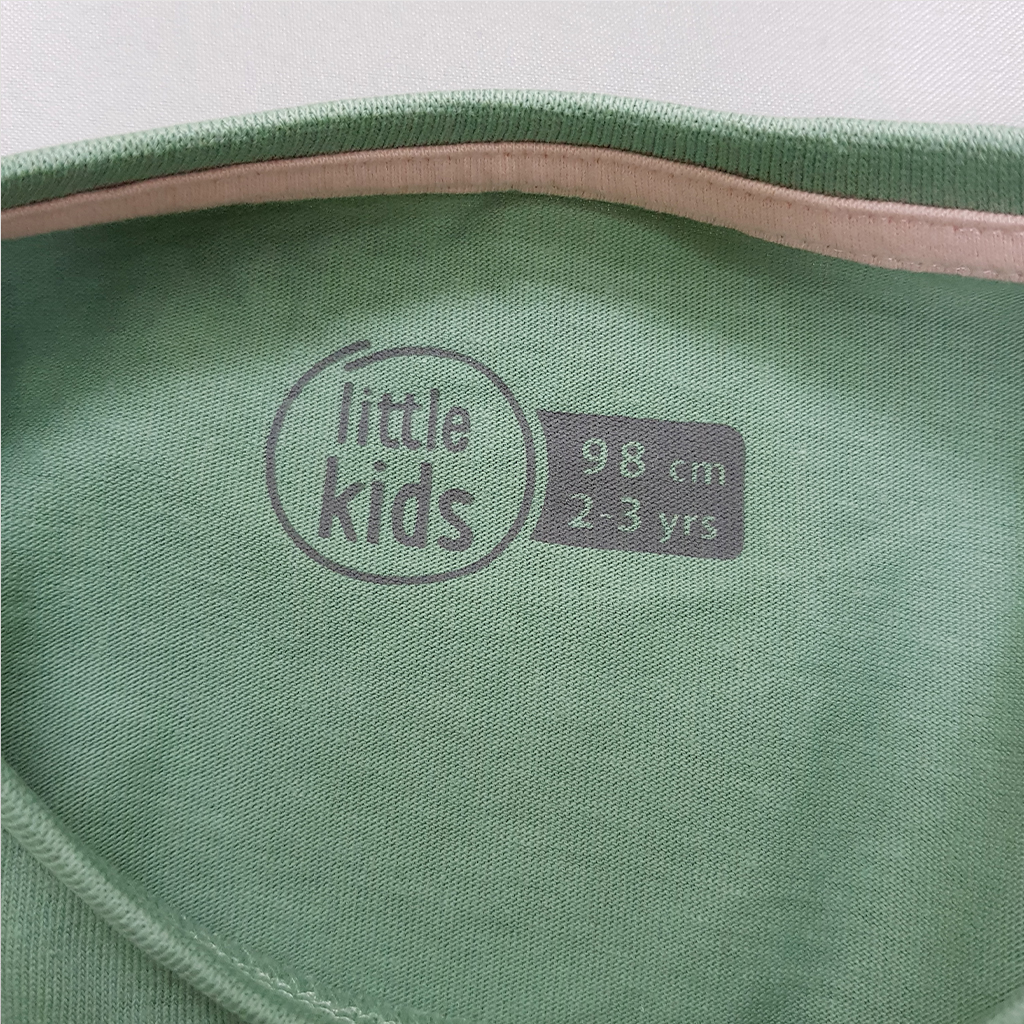 little
kids
98 cm
2-3 yrs